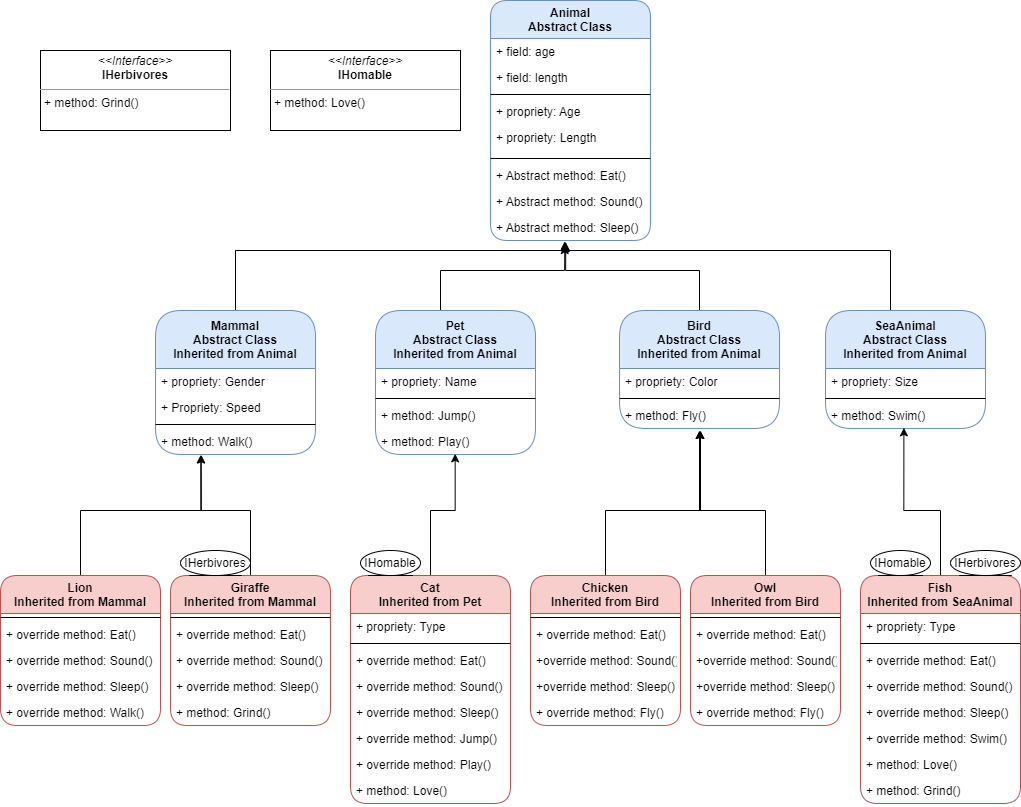 Animal
Abstract Class
+ field: age
+ field: length
+ propriety: Age
+ propriety: Length
+ Abstract method: Eat()
+ Abstract method: Sound()
+ Abstract method: Sleep()
<<Interface>>
IHerbivores
+ method: Grind()
<<Interface>>
IHomable
+ method: Love()
Mammal
Abstract Class
Inherited from Animal
+ propriety: Gender
+ Propriety: Speed
+ method: Walk()
Pet
Abstract Class
Inherited from Animal
+ propriety: Name
+ method: Jump()
+ method: Play()
Bird
Abstract Class
Inherited from Animal
+ propriety: Color
+ method: Fly()
SeaAnimal
Abstract Class
Inherited from Animal
+ propriety: Size
+ method: Swim()
Lion
Inherited from Mammal
+ override method: Eat()
+ override method: Sound()
+ override method: Sleep()
+ override method: Walk()
IHerbivores
Giraffe
Inherited from Mammal
+ override method: Eat()
+ override method: Sound()
+ override method: Sleep()
+ method: Grind()
IHomable
Cat
Inherited from Pet
+ propriety: Type
+ override method: Eat()
+ override method: Sound()
+ override method: Sleep()
+ override method: Jump()
+ override method: Play()
+ method: Love()
Chicken
Inherited from Bird
+ override method: Eat()
+override method: Sound()
+override method: Sleep()
+ override method: Fly()
Owl
Inherited from Bird
+ override method: Eat()
+override method: Sound()
+override method: Sleep()
+ override method: Fly()
IHomable
IHerbivores
Fish
Inherited from SeaAnimal
+ propriety: Type
+ override method: Eat()
+ override method: Sound()
+ override method: Sleep()
+ override method: Swim()
+ method: Love()
+ method: Grind()